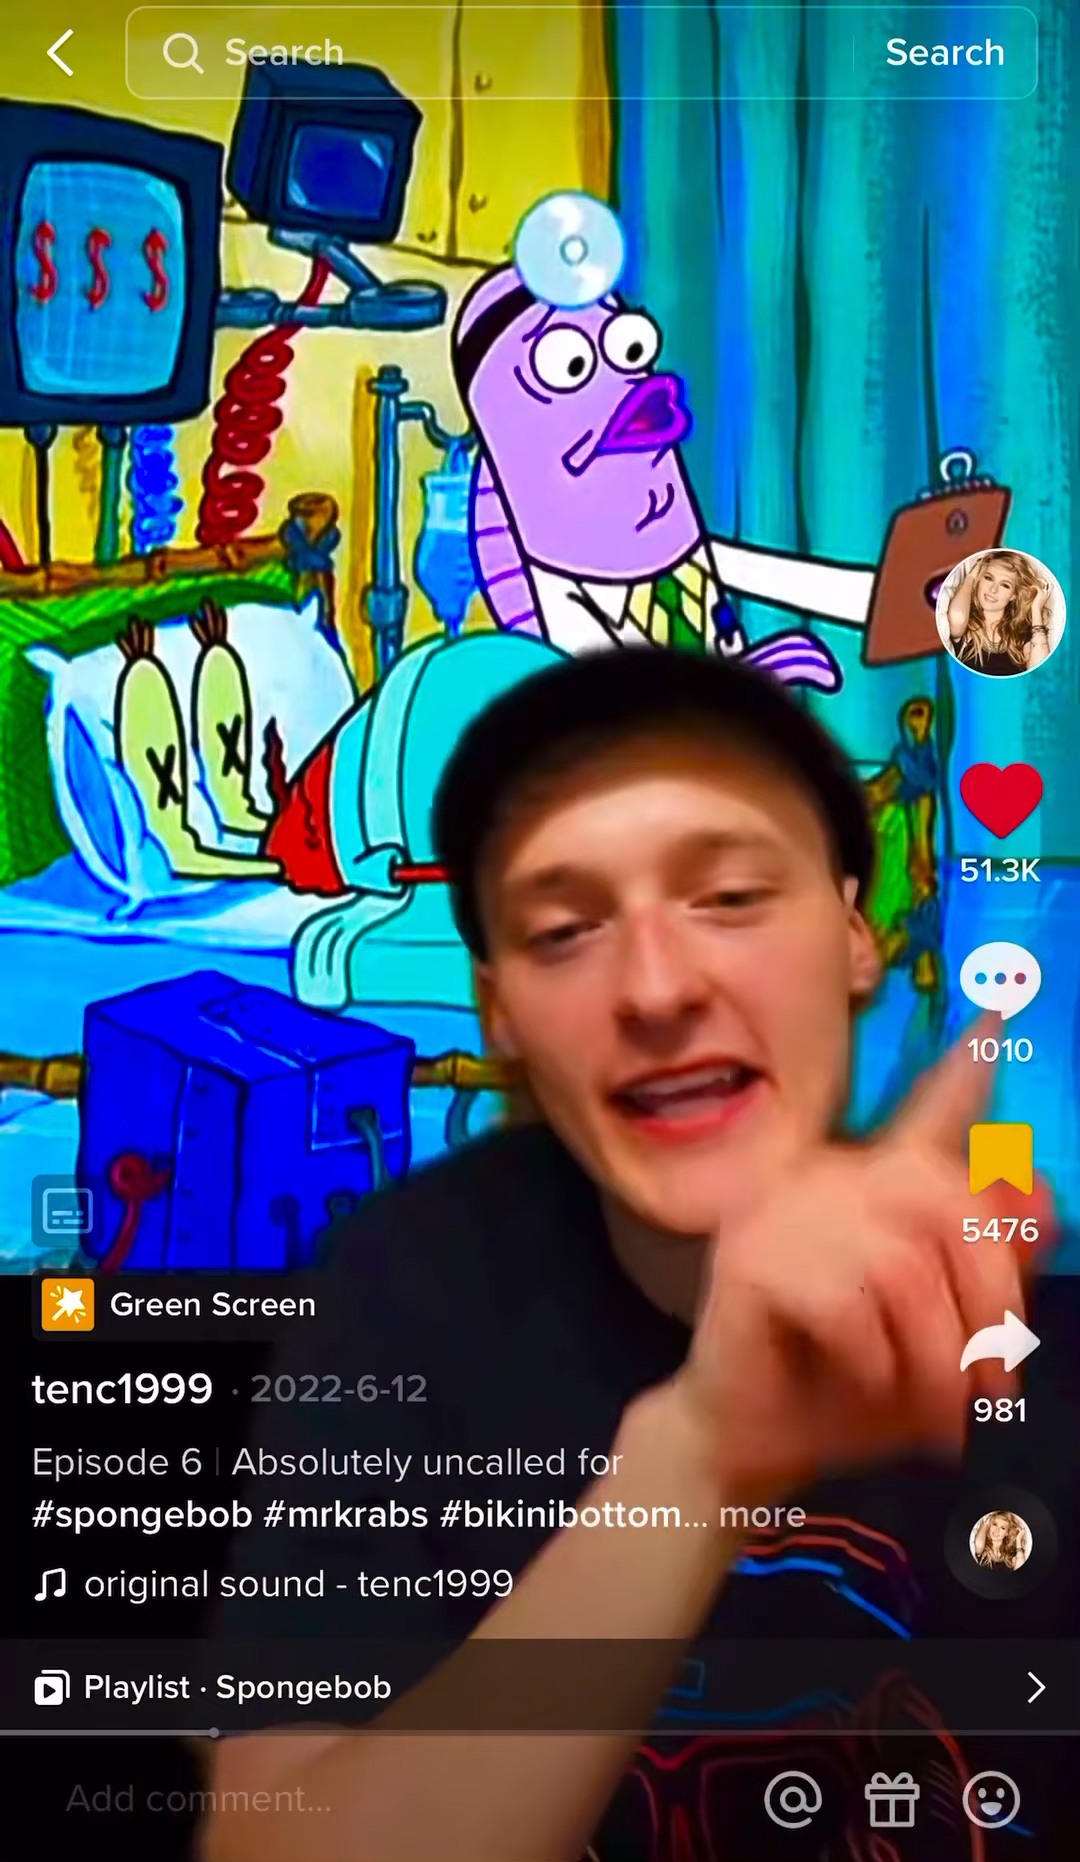 Search Search
$ $ $
x x
51.3K
1010
5476
Green Screen
tenc1999 · 2022-6-12
981
Episode 6 | Absolutely uncalled for
#spongebob #mrkrabs #bikinibottom... more
original sound - tenc1999
Playlist · Spongebob
Add comment...
@